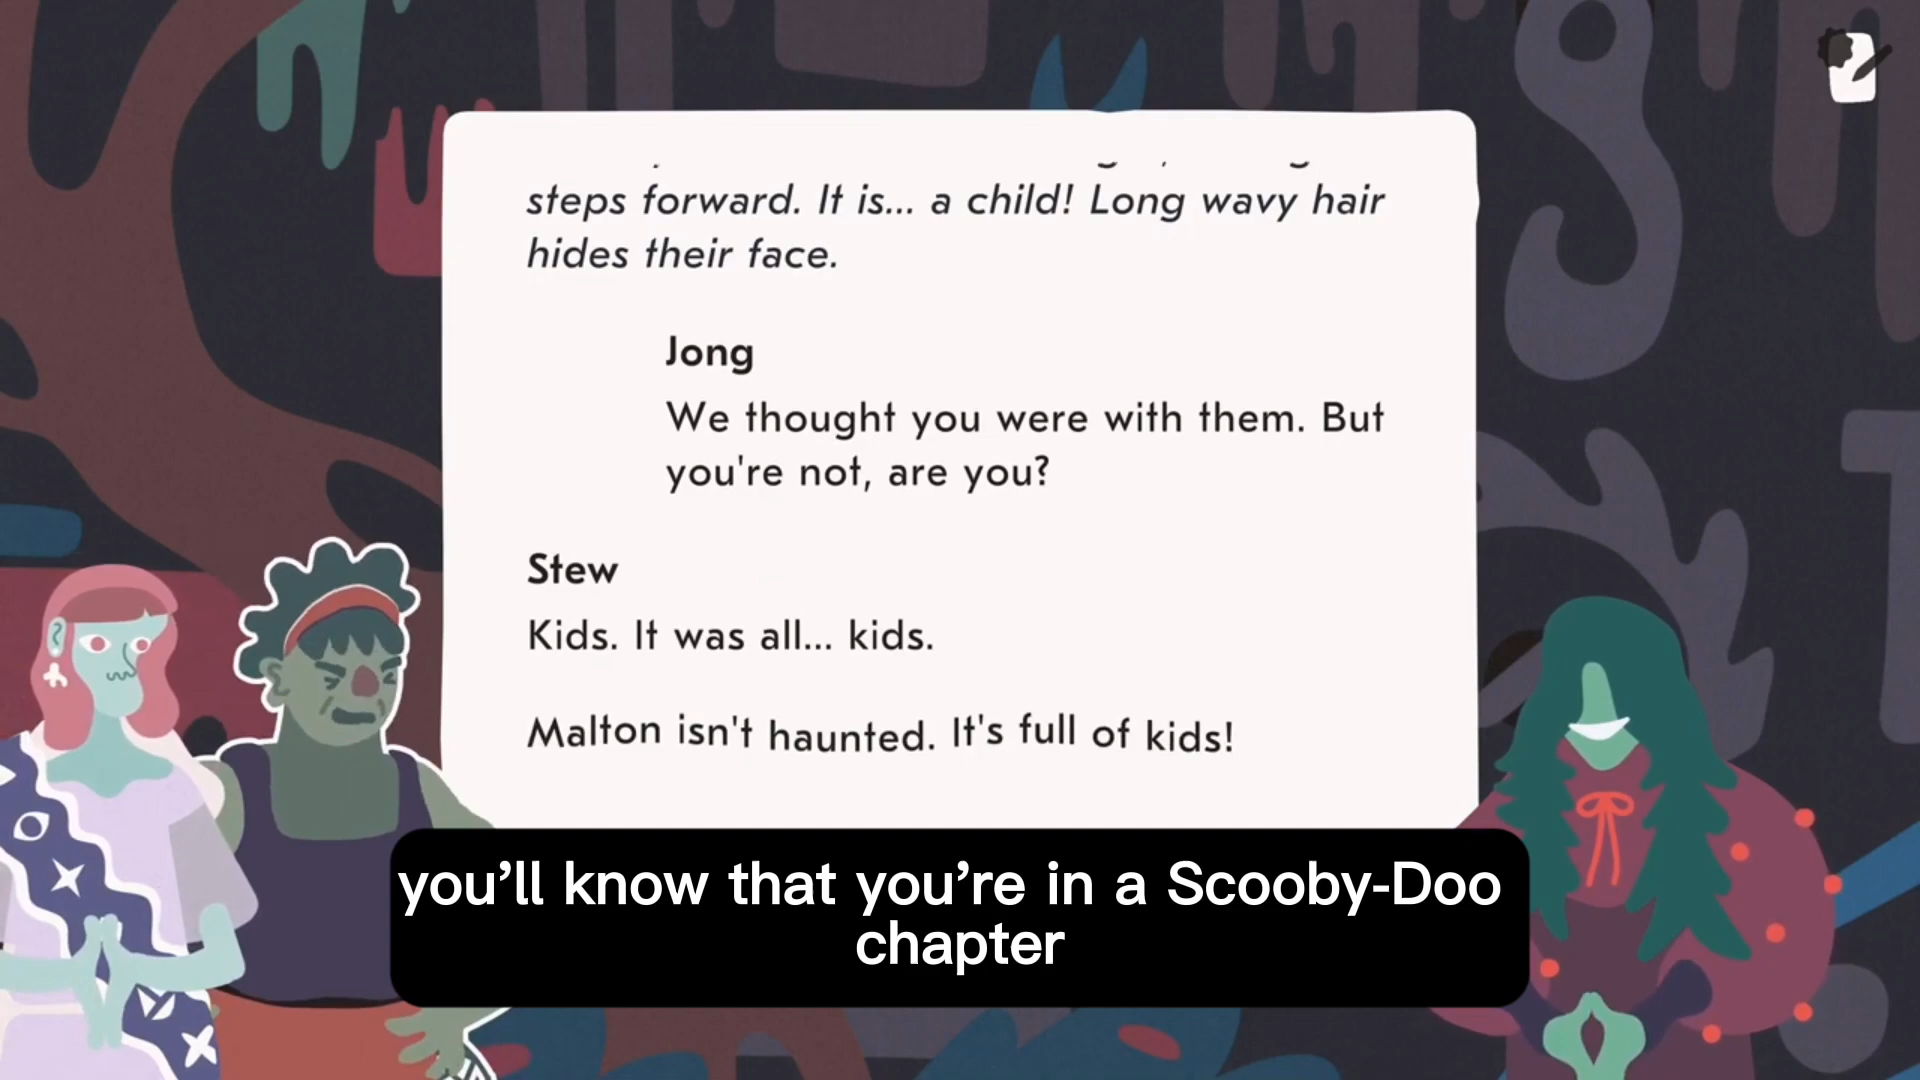 steps forward. It is... a child! Long wavy hair
hides their face.
Jong
We thought you were with them. But
you're not, are you?
Stew
Kids. It was all... kids.
Malton isn't haunted. It's full of kids!
you’ll know that you’re in a Scooby-Doo
chapter